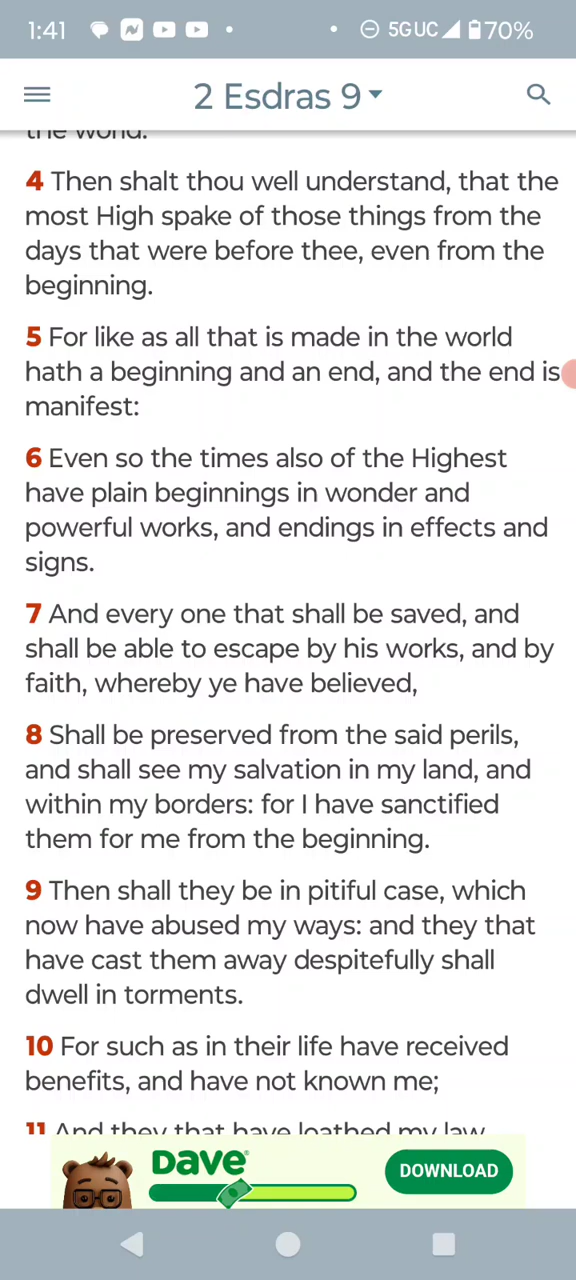 1:41 5GUC 70%
2 Esdras 9
the world.
4 Then shalt thou well understand, that the
most High spake of those things from the
days that were before thee, even from the
beginning.
5 For like as all that is made in the world
hath a beginning and an end, and the end is
manifest:
6 Even so the times also of the Highest
have plain beginnings in wonder and
powerful works, and endings in effects and
signs.
7 And every one that shall be saved, and
shall be able to escape by his works, and by
faith, whereby ye have believed,
8 Shall be preserved from the said perils,
and shall see my salvation in my land, and
within my borders: for I have sanctified
them for me from the beginning.
9 Then shall they be in pitiful case, which
now have abused my ways: and they that
have cast them away despitefully shall
dwell in torments.
10 For such as in their life have received
benefits, and have not known me;
11 And they that have loathed my law,
Dave
DOWNLOAD